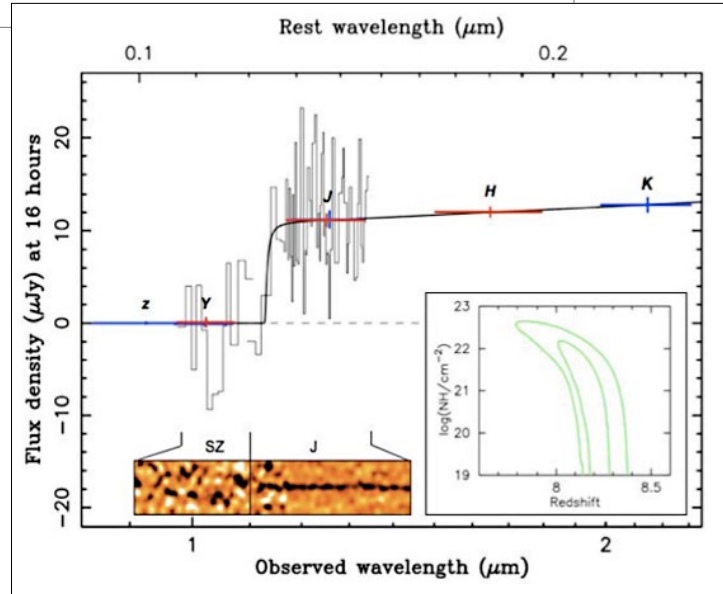 Rest wavelength (μm)
0.1 0.2
Flux density (μJy) at 16 hours
20
10
0
−10
−20
z Y J H K
SZ J
log(NH/cm⁻²)
23
22
21
20
19
8 8.5
Redshift
1 2
Observed wavelength (μm)